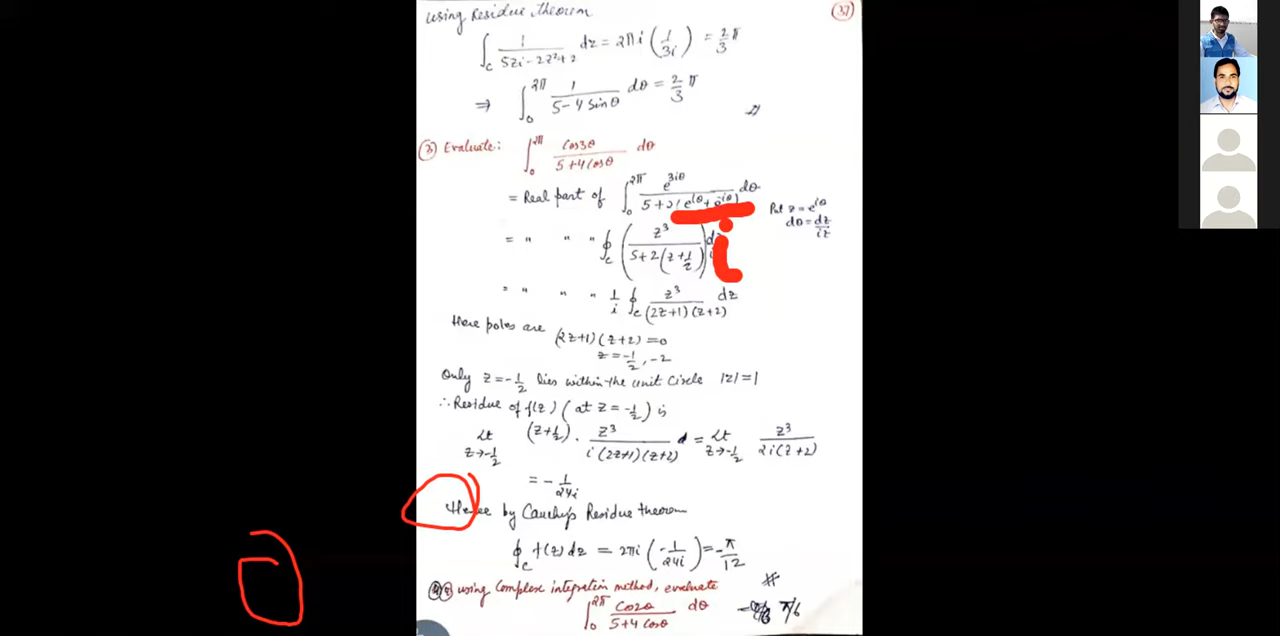 using Residue theorem
(37)
∫_C 1/(5zi-2z²+2) dz = 2πi (1/3i) = 2/3 π
⇒ ∫_0^2π 1/(5-4 sinθ) dθ = 2/3 π
(3) Evaluate: ∫_0^2π cos3θ/(5+4cosθ) dθ
= Real part of ∫_0^2π e^3iθ/(5+2(e^iθ+e^-iθ)) dθ
Put z = e^iθ
dθ = dz/iz
= " " " ∮_C (z³/(5+2(z+1/z)))
= " " " 1/i ∮_C z³/((2z+1)(z+2)) dz
Here poles are (2z+1)(z+2)=0
z = -1/2, -2
Only z=-1/2 lies within the unit Circle |z|=1
∴ Residue of f(z) (at z = -1/2) is
Lt z→-1/2 (z+1/2). z³/(i(2z+1)(z+2)) = Lt z→-1/2 z³/(2i(z+2))
= -1/24i
Hence by Cauchy's Residue theorem
∮_C f(z) dz = 2πi (-1/24i) = -π/12
using Complex integration method, evaluate
∫_0^2π cos2θ/(5+4cosθ) dθ π/6